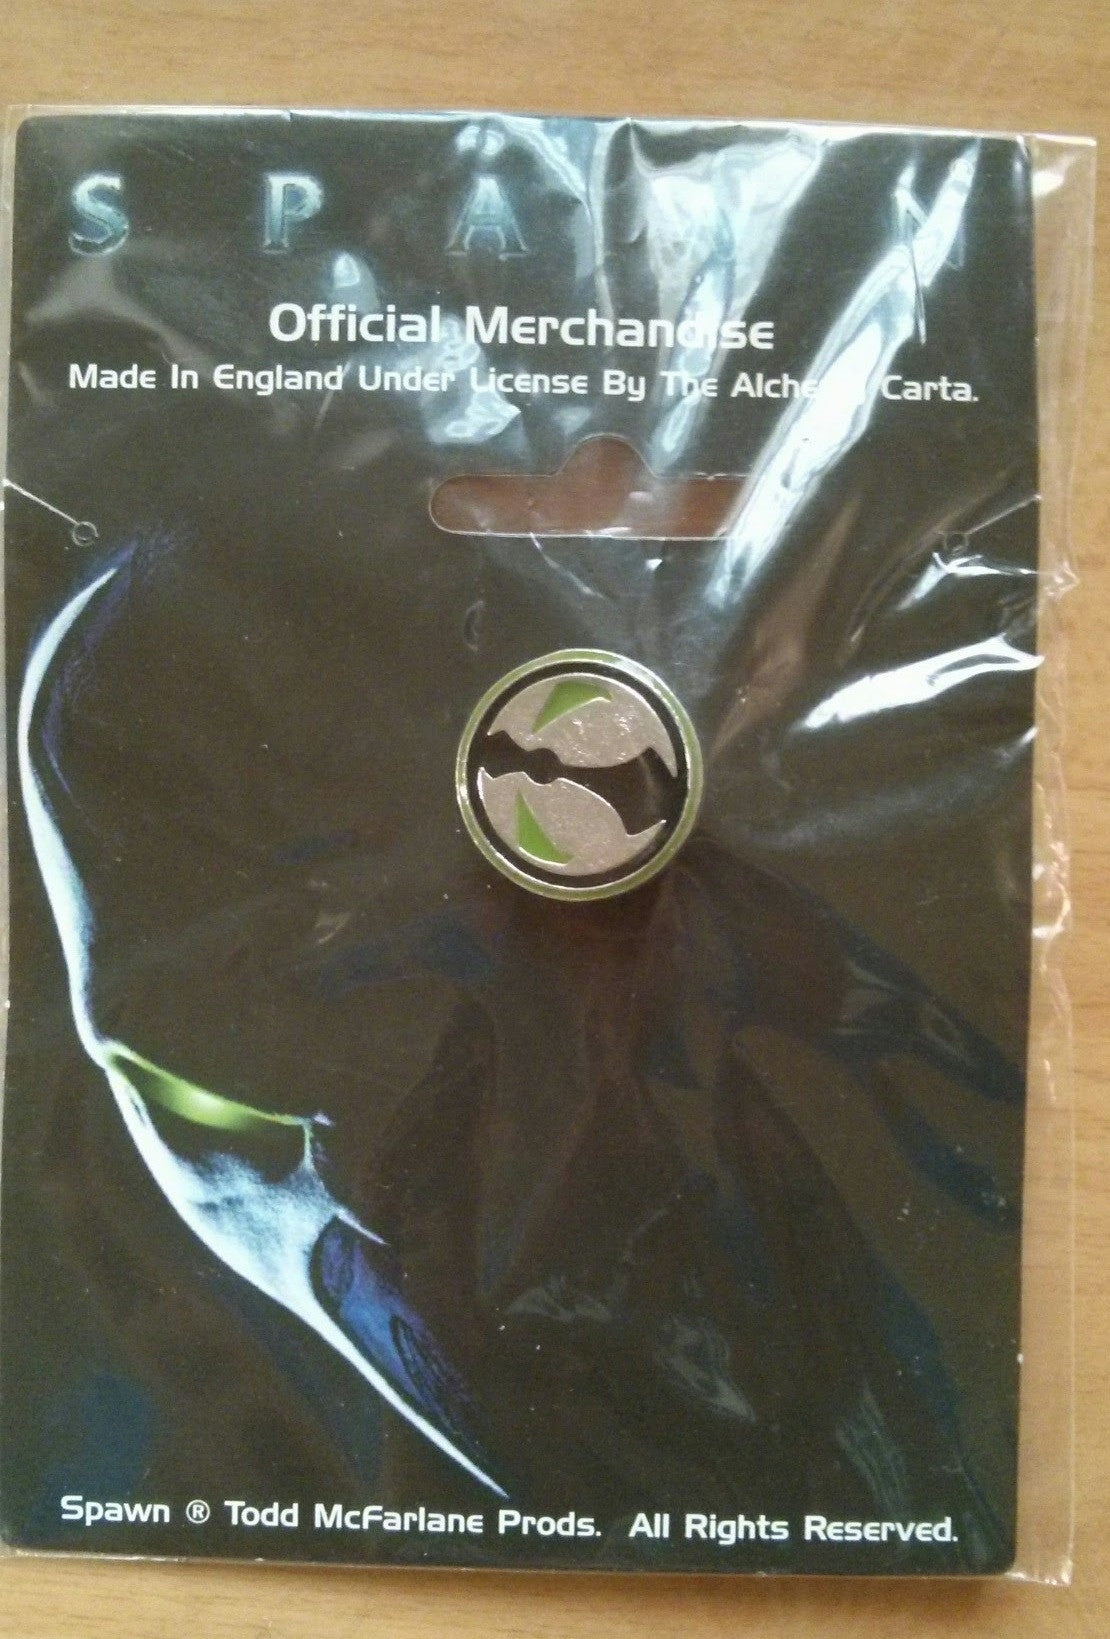 S P A N
Official Merchandise
Made In England Under License By The Carta.
Spawn ® Todd McFarlane Prods. All Rights Reserved.